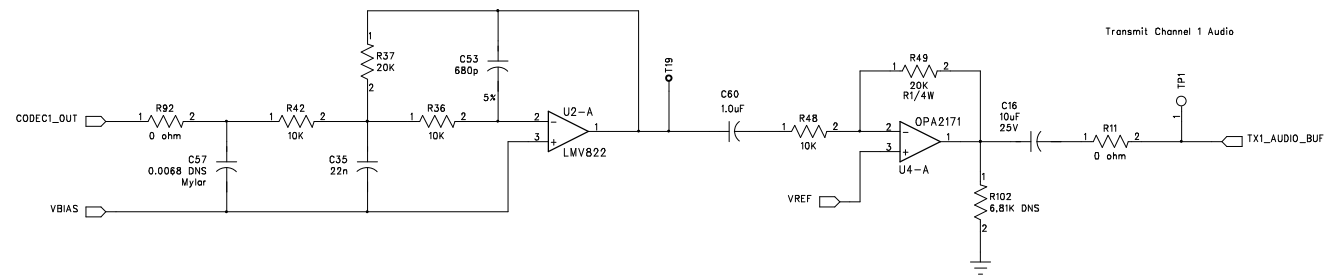 Transmit Channel 1 Audio
1
R37
20K
2
C53
680p
5%
T19
R49
1 2
20K
R1/4W
TP1
1
C60
1.0uF
C16
10uF
25V
CODEC1_OUT
R92
1 2
0 ohm
R42
1 2
10K
R36
1 2
10K
U2-A
2
3
1
LMV822
R48
1 2
10K
OPA2171
2
3
1
U4-A
R11
1 2
0 ohm
TX1_AUDIO_BUF
C57
0.0068 DNS
Mylar
C35
22n
VBIAS
VREF
1
R102
6.81K DNS
2